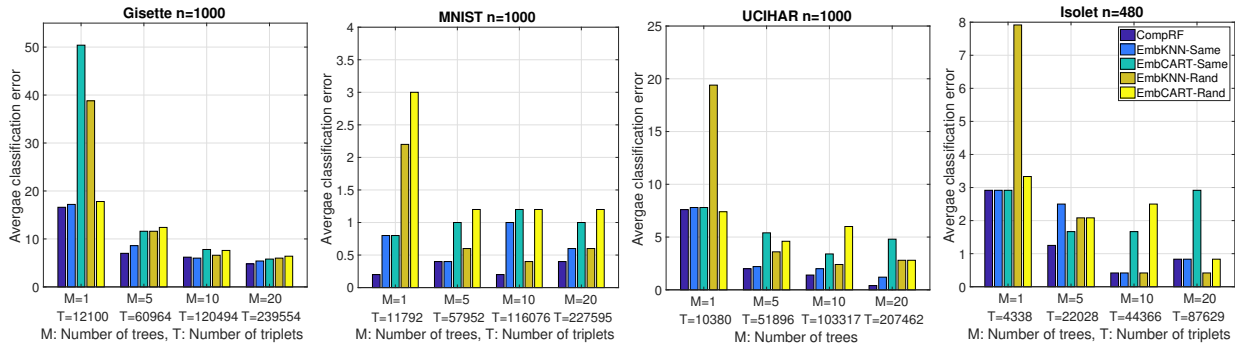 Gisette n=1000
Avergae classification error
50
40
30
20
10
0
M=1 M=5 M=10 M=20
T=12100 T=60964 T=120494 T=239554
M: Number of trees, T: Number of triplets
MNIST n=1000
Avergae classification error
4
3.5
3
2.5
2
1.5
1
0.5
0
M=1 M=5 M=10 M=20
T=11792 T=57952 T=116076 T=227595
M: Number of trees, T: Number of triplets
UCIHAR n=1000
Avergae classification error
25
20
15
10
5
0
M=1 M=5 M=10 M=20
T=10380 T=51896 T=103317 T=207462
M: Number of trees
Isolet n=480
Avergae classification error
8
7
6
5
4
3
2
1
0
CompRF
EmbKNN-Same
EmbCART-Same
EmbKNN-Rand
EmbCART-Rand
M=1 M=5 M=10 M=20
T=4338 T=22028 T=44366 T=87629
M: Number of trees, T: Number of triplets